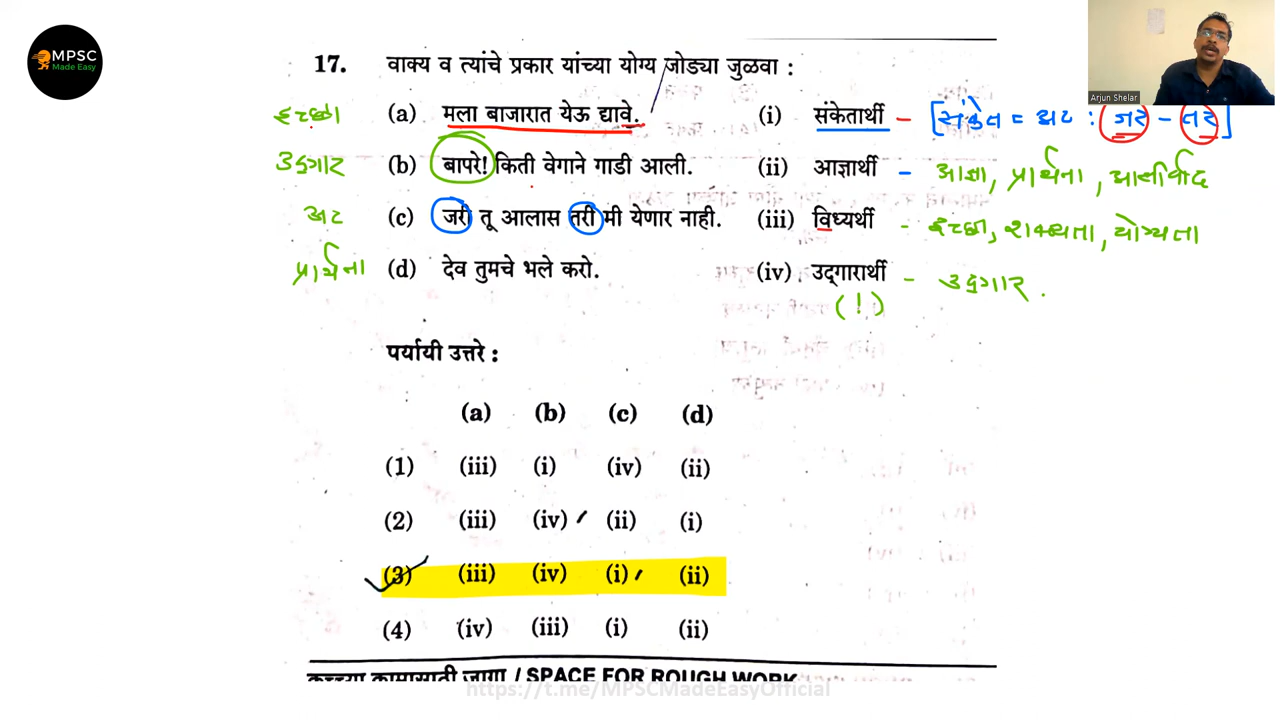 MPSC
Made Easy
Arjun Shelar
17. वाक्य व त्यांचे प्रकार यांच्या योग्य जोड्या जुळवा :
इच्छा (a) मला बाजारात येऊ द्यावे. (i) संकेतार्थी - [संकेत = अट : जर - तर]
उद्गार (b) बापरे! किती वेगाने गाडी आली. (ii) आज्ञार्थी - आज्ञा, प्रार्थना, आशीर्वाद
अट (c) जरी तू आलास तरी मी येणार नाही. (iii) विध्यर्थी - इच्छा, शक्यता, योग्यता
प्रार्थना (d) देव तुमचे भले करो. (iv) उद्‌गारार्थी - उद्गार.
(!)
पर्यायी उत्तरे :
(a) (b) (c) (d)
(1) (iii) (i) (iv) (ii)
(2) (iii) (iv) (ii) (i)
(3) (iii) (iv) (i) (ii)
(4) (iv) (iii) (i) (ii)
कच्च्या कामासाठी जागा / SPACE FOR ROUGH WORK
https://t.me/MPSCMadeEasyOfficial